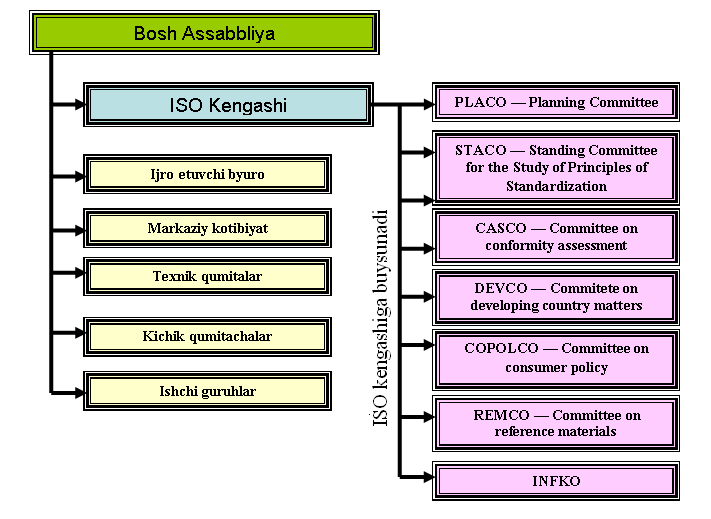 Bosh Assabbliya
ISO Kengashi
Ijro etuvchi byuro
Markaziy kotibiyat
Texnik qumitalar
Kichik qumitachalar
Ishchi guruhlar
ISO kengashiga buysunadi
PLACO — Planning Committee
STACO — Standing Committee
for the Study of Principles of
Standardization
CASCO — Committee on
conformity assessment
DEVCO — Commitete on
developing country matters
COPOLCO — Committee on
consumer policy
REMCO — Committee on
reference materials
INFKO